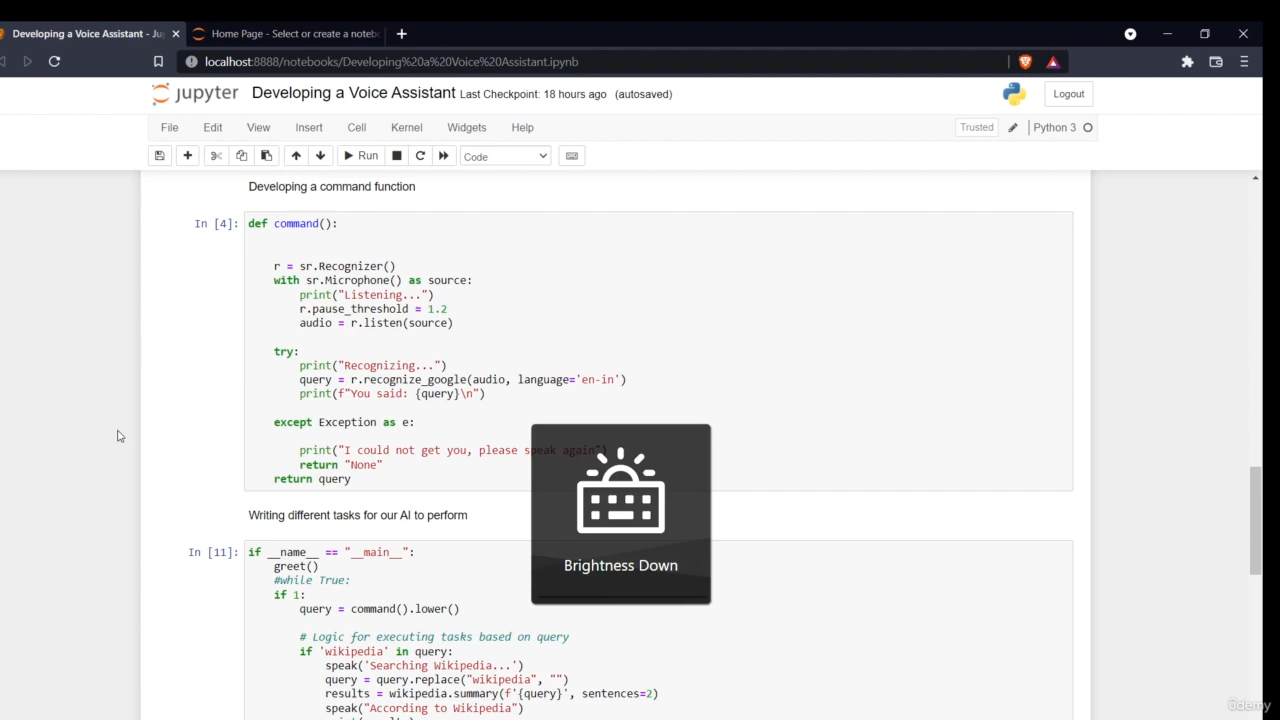 Developing a Voice Assistant - Ju
Home Page - Select or create a noteb
localhost:8888/notebooks/Developing%20a%20Voice%20Assistant.ipynb
jupyter Developing a Voice Assistant Last Checkpoint: 18 hours ago (autosaved)
Logout
File Edit View Insert Cell Kernel Widgets Help
Trusted
Python 3
Run
Code
Developing a command function
In [4]: def command():
r = sr.Recognizer()
with sr.Microphone() as source:
print("Listening...")
r.pause_threshold = 1.2
audio = r.listen(source)
try:
print("Recognizing...")
query = r.recognize_google(audio, language='en-in')
print(f"You said: {query}\n")
except Exception as e:
print("I could not get you, please speak again")
return "None"
return query
Brightness Down
Writing different tasks for our AI to perform
In [11]: if __name__ == "__main__":
greet()
#while True:
if 1:
query = command().lower()
# Logic for executing tasks based on query
if 'wikipedia' in query:
speak('Searching Wikipedia...')
query = query.replace("wikipedia", "")
results = wikipedia.summary(f'{query}', sentences=2)
speak("According to Wikipedia")
ûdemy